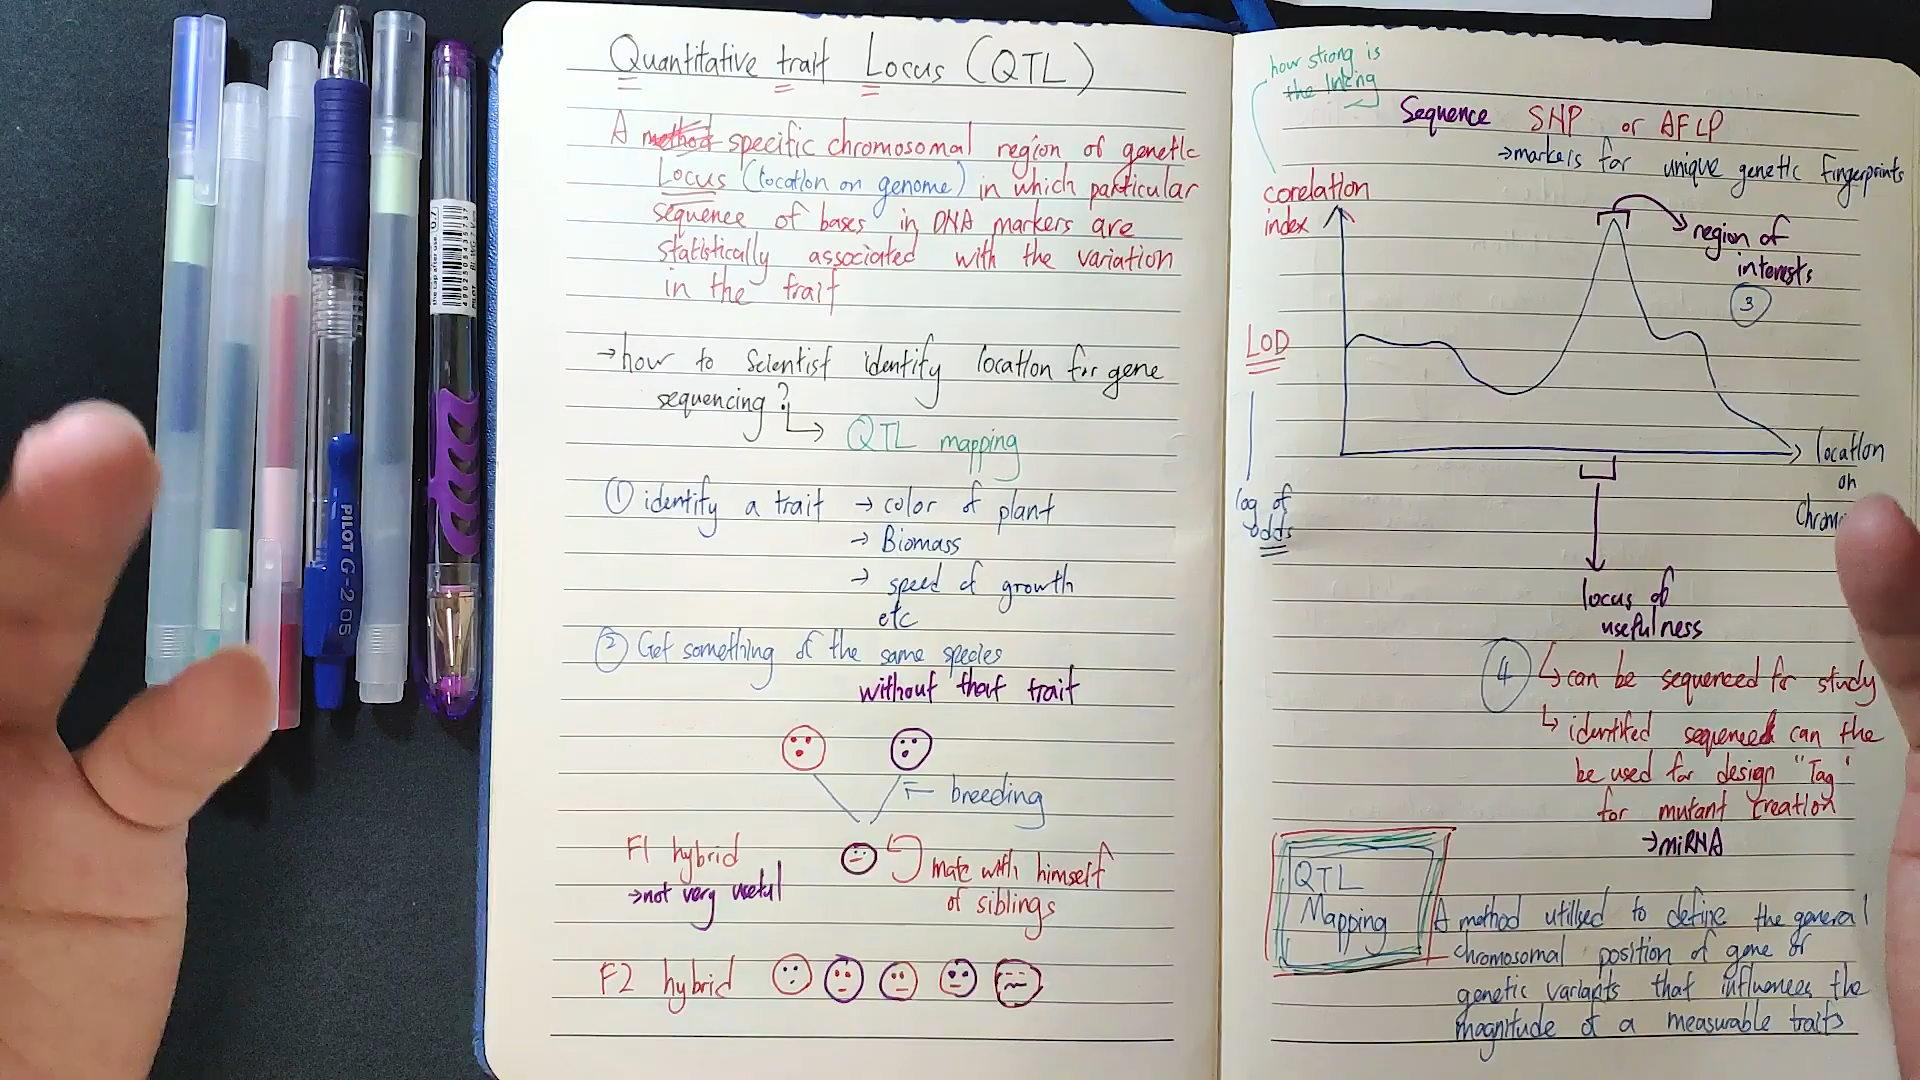 Quantitative trait Locus (QTL)
A method specific chromosomal region of genetic
Locus (location on genome) in which particular
sequence of bases in DNA markers are
statistically associated with the variation
in the trait
→ how to scientist identify location for gene
sequencing?
QTL mapping
① identify a trait → color of plant
→ Biomass
→ speed of growth
etc
② Get something of the same species
without that trait
← breeding
F1 hybrid
→ not very useful
mate with himself
of siblings
F2 hybrid
how strong is
the linking
Sequence SNP or AFLP
→ markers for unique genetic fingerprints
corelation
index
region of
interests
③
LOD
log of
odds
location
on
Chrom
locus of
usefulness
④ ↳ can be sequenced for study
↳ identified sequenced can the
be used for design "Tag"
for mutant creation
→ miRNA
QTL
Mapping
A method utilised to define the general
chromosomal position of gene or
genetic variants that influences the
magnitude of a measurable traits
PILOT G-2 05